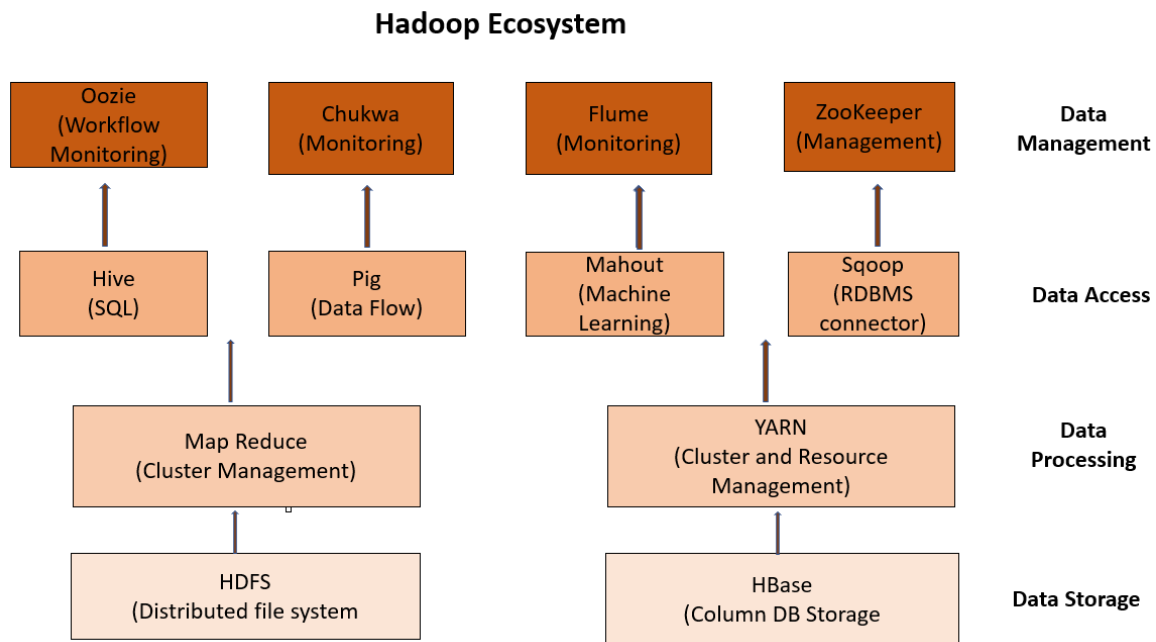 Hadoop Ecosystem
Oozie
(Workflow
Monitoring)
Chukwa
(Monitoring)
Flume
(Monitoring)
ZooKeeper
(Management)
Data
Management
Hive
(SQL)
Pig
(Data Flow)
Mahout
(Machine
Learning)
Sqoop
(RDBMS
connector)
Data Access
Map Reduce
(Cluster Management)
YARN
(Cluster and Resource
Management)
Data
Processing
HDFS
(Distributed file system
HBase
(Column DB Storage
Data Storage